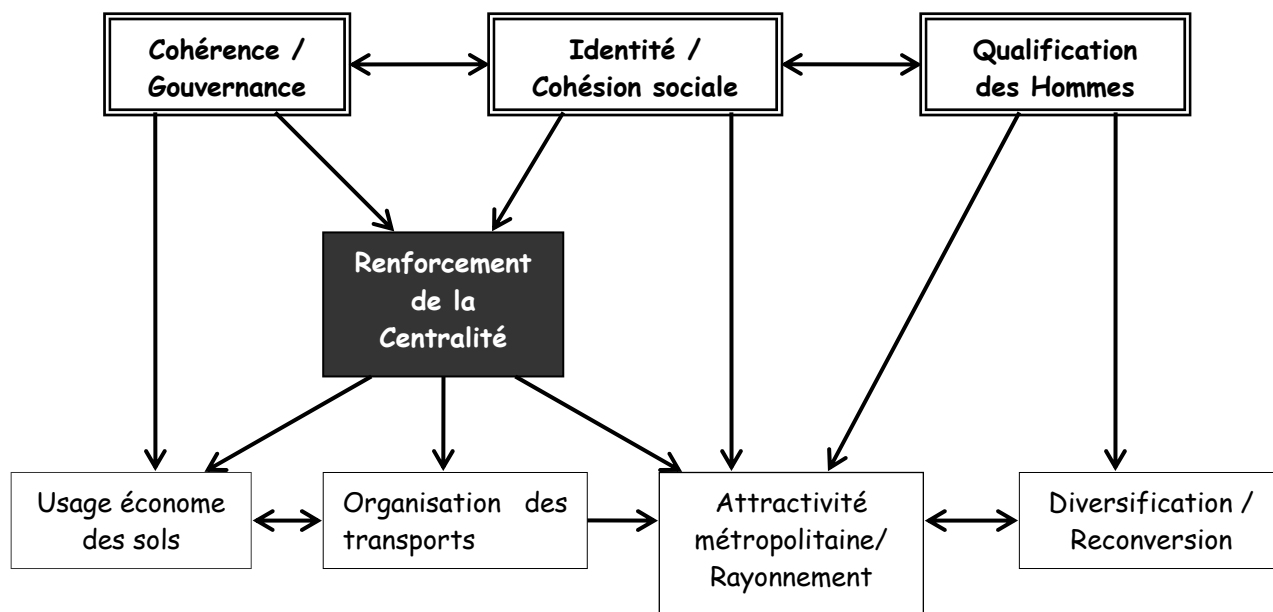 Cohérence /
Gouvernance
Identité /
Cohésion sociale
Qualification
des Hommes
Renforcement
de la
Centralité
Usage économe
des sols
Organisation des
transports
Attractivité
métropolitaine/
Rayonnement
Diversification /
Reconversion